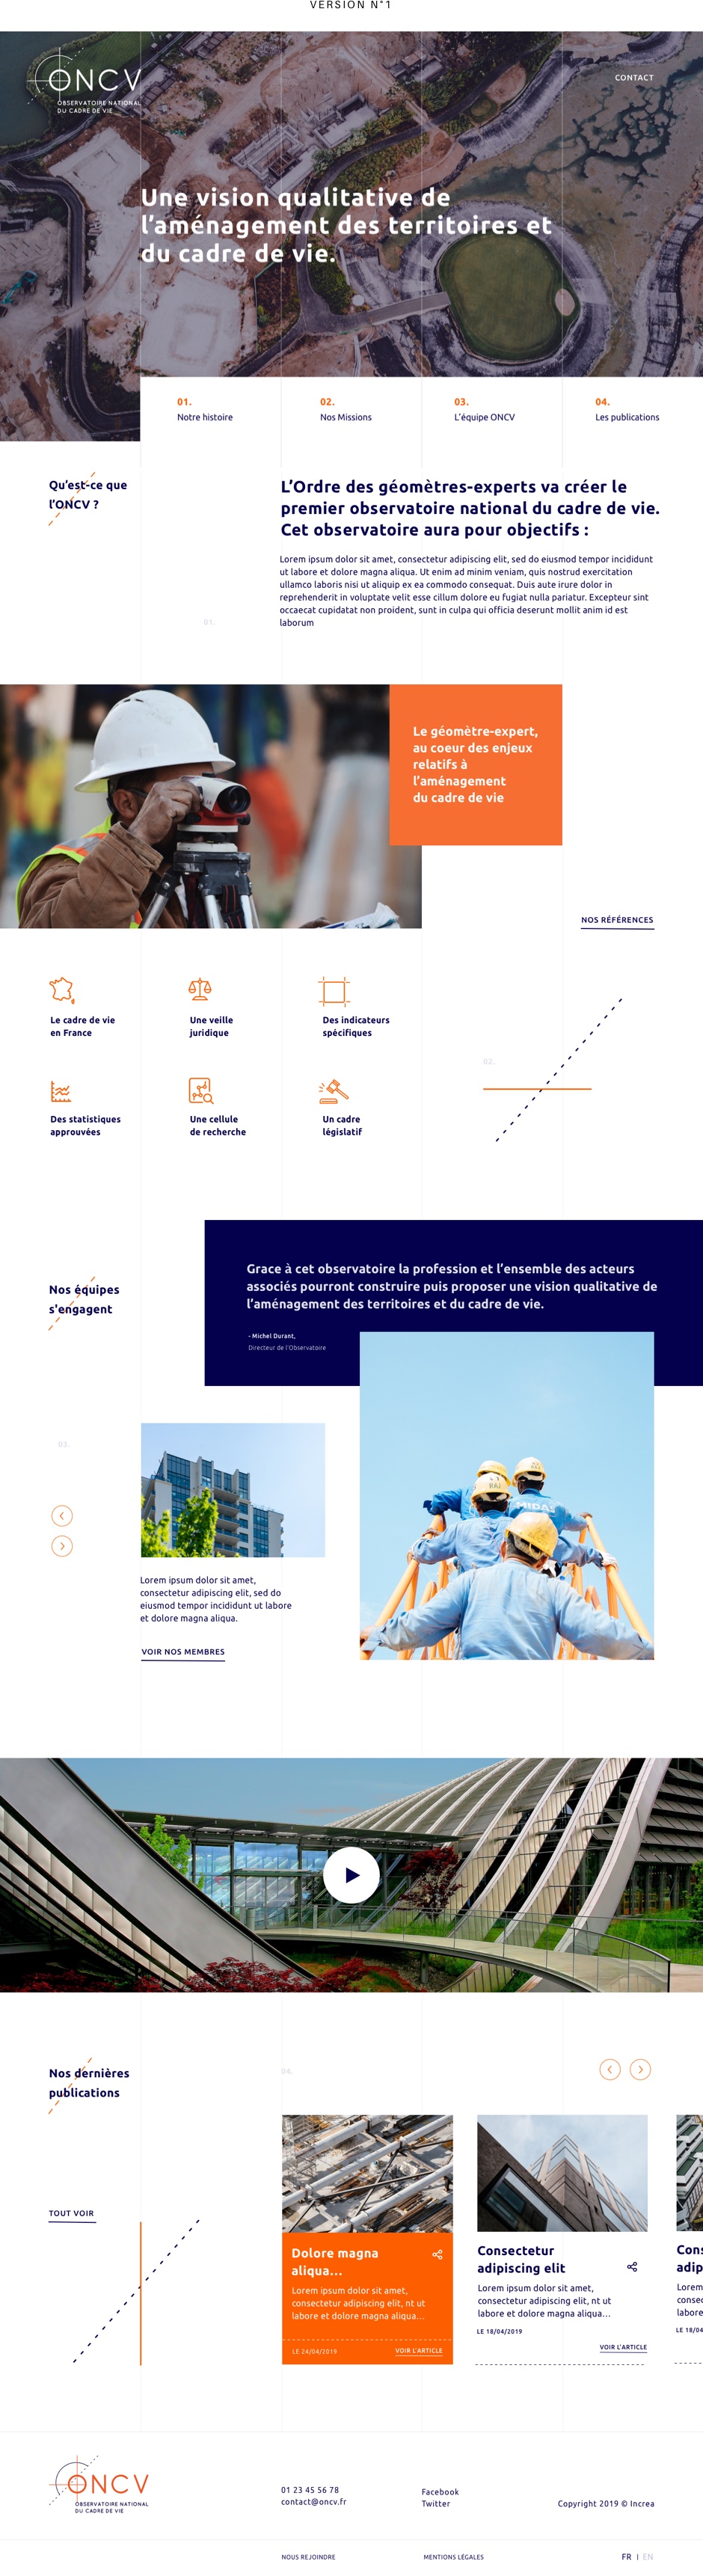 VERSION N°1
ONCV
OBSERVATOIRE NATIONAL
DU CADRE DE VIE
CONTACT
Une vision qualitative de
l'aménagement des territoires et
du cadre de vie.
01.
Notre histoire
02.
Nos Missions
03.
L'équipe ONCV
04.
Les publications
Qu'est-ce que
l'ONCV ?
L'Ordre des géomètres-experts va créer le
premier observatoire national du cadre de vie.
Cet observatoire aura pour objectifs :
Lorem ipsum dolor sit amet, consectetur adipiscing elit, sed do eiusmod tempor incididunt
ut labore et dolore magna aliqua. Ut enim ad minim veniam, quis nostrud exercitation
ullamco laboris nisi ut aliquip ex ea commodo consequat. Duis aute irure dolor in
reprehenderit in voluptate velit esse cillum dolore eu fugiat nulla pariatur. Excepteur sint
occaecat cupidatat non proident, sunt in culpa qui officia deserunt mollit anim id est
laborum
01.
Le géomètre-expert,
au coeur des enjeux
relatifs à
l'aménagement
du cadre de vie
NOS RÉFÉRENCES
Le cadre de vie
en France
Une veille
juridique
Des indicateurs
spécifiques
02.
Des statistiques
approuvées
Une cellule
de recherche
Un cadre
législatif
Nos équipes
s'engagent
Grace à cet observatoire la profession et l'ensemble des acteurs
associés pourront construire puis proposer une vision qualitative de
l'aménagement des territoires et du cadre de vie.
- Michel Durant,
Directeur de l'Observatoire
03.
MIDAS
Lorem ipsum dolor sit amet,
consectetur adipiscing elit, sed do
eiusmod tempor incididunt ut labore
et dolore magna aliqua.
VOIR NOS MEMBRES
Nos dernières
publications
04.
TOUT VOIR
Dolore magna
aliqua...
Lorem ipsum dolor sit amet,
consectetur adipiscing elit, nt ut
labore et dolore magna aliqua...
LE 24/04/2019
VOIR L'ARTICLE
Consectetur
adipiscing elit
Lorem ipsum dolor sit amet,
consectetur adipiscing elit, nt ut
labore et dolore magna aliqua...
LE 18/04/2019
VOIR L'ARTICLE
Cons
adip
Lorem
consec
labore
LE 18/04
ONCV
OBSERVATOIRE NATIONAL
DU CADRE DE VIE
01 23 45 56 78
contact@oncv.fr
Facebook
Twitter
Copyright 2019 © Increa
NOUS REJOINDRE
MENTIONS LÉGALES
FR | EN